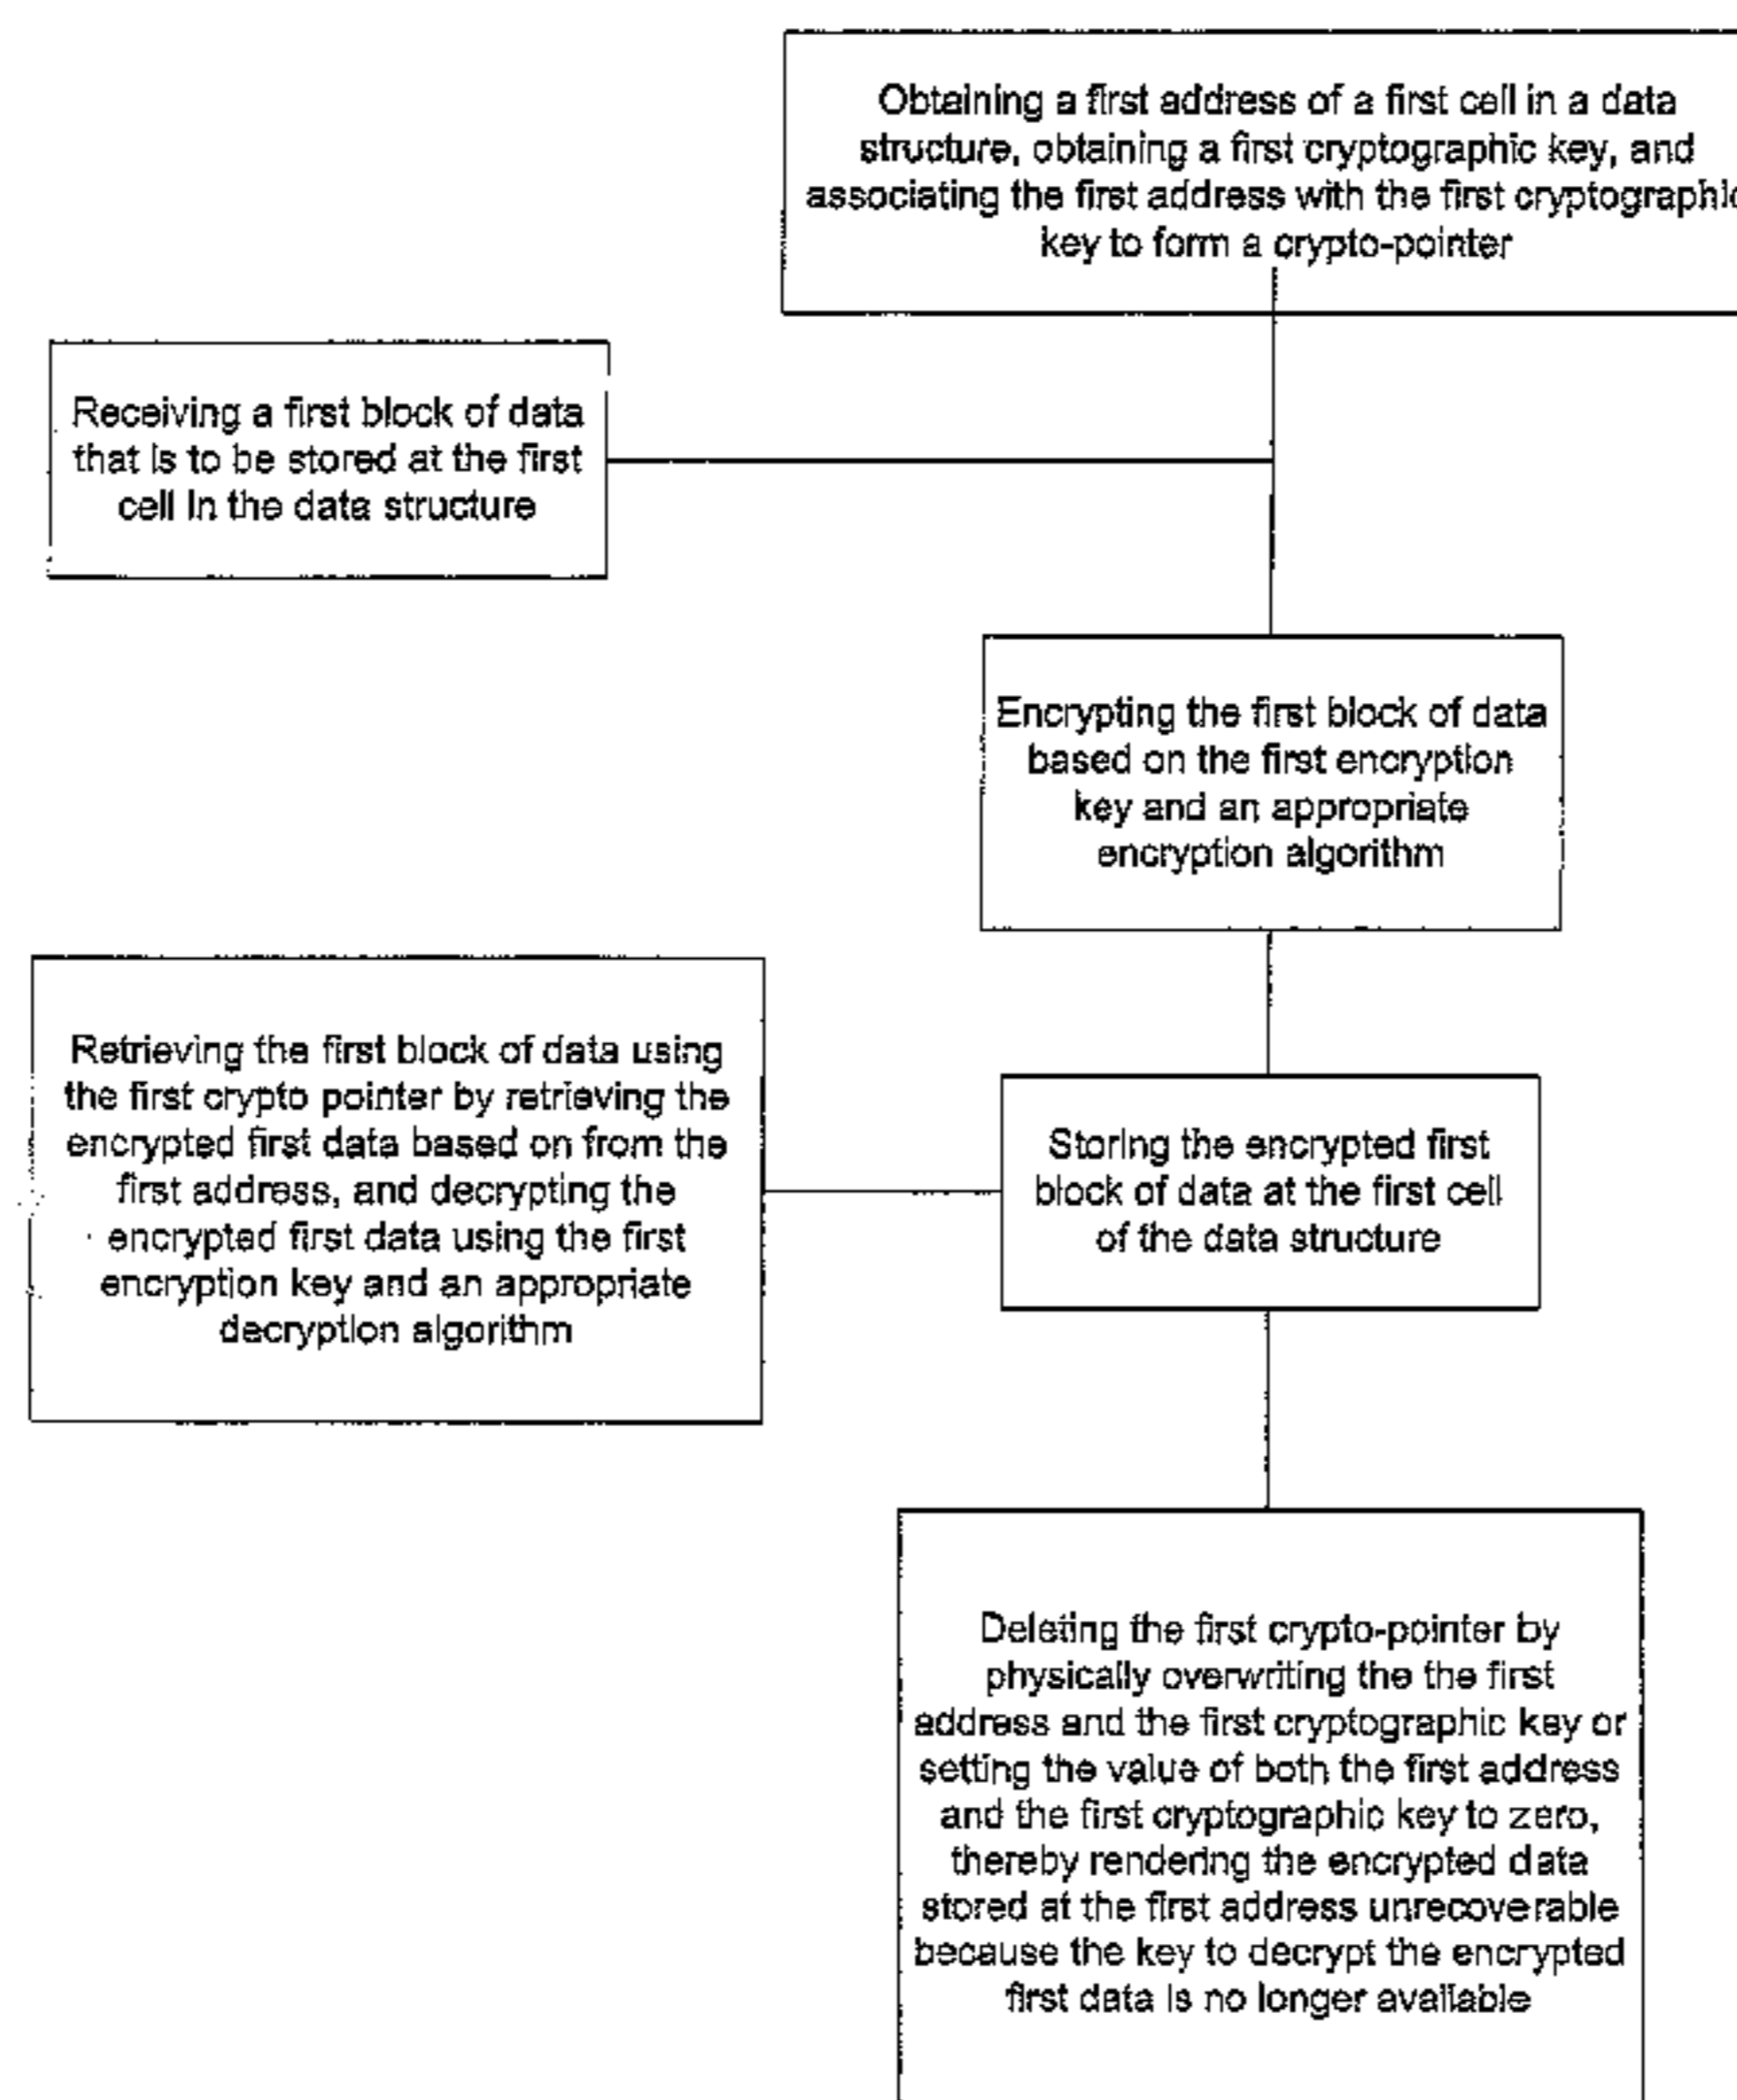 Obtaining a first address of a first cell in a data
structure, obtaining a first cryptographic key, and
associating the first address with the first cryptographic
key to form a crypto-pointer
Receiving a first block of data
that is to be stored at the first
cell in the data structure
Encrypting the first block of data
based on the first encryption
key and an appropriate
encryption algorithm
Retrieving the first block of data using
the first crypto pointer by retrieving the
encrypted first data based on from the
first address, and decrypting the
encrypted first data using the first
encryption key and an appropriate
decryption algorithm
Storing the encrypted first
block of data at the first cell
of the data structure
Deleting the first crypto-pointer by
physically overwriting the the first
address and the first cryptographic key or
setting the value of both the first address
and the first cryptographic key to zero,
thereby rendering the encrypted data
stored at the first address unrecoverable
because the key to decrypt the encrypted
first data is no longer available